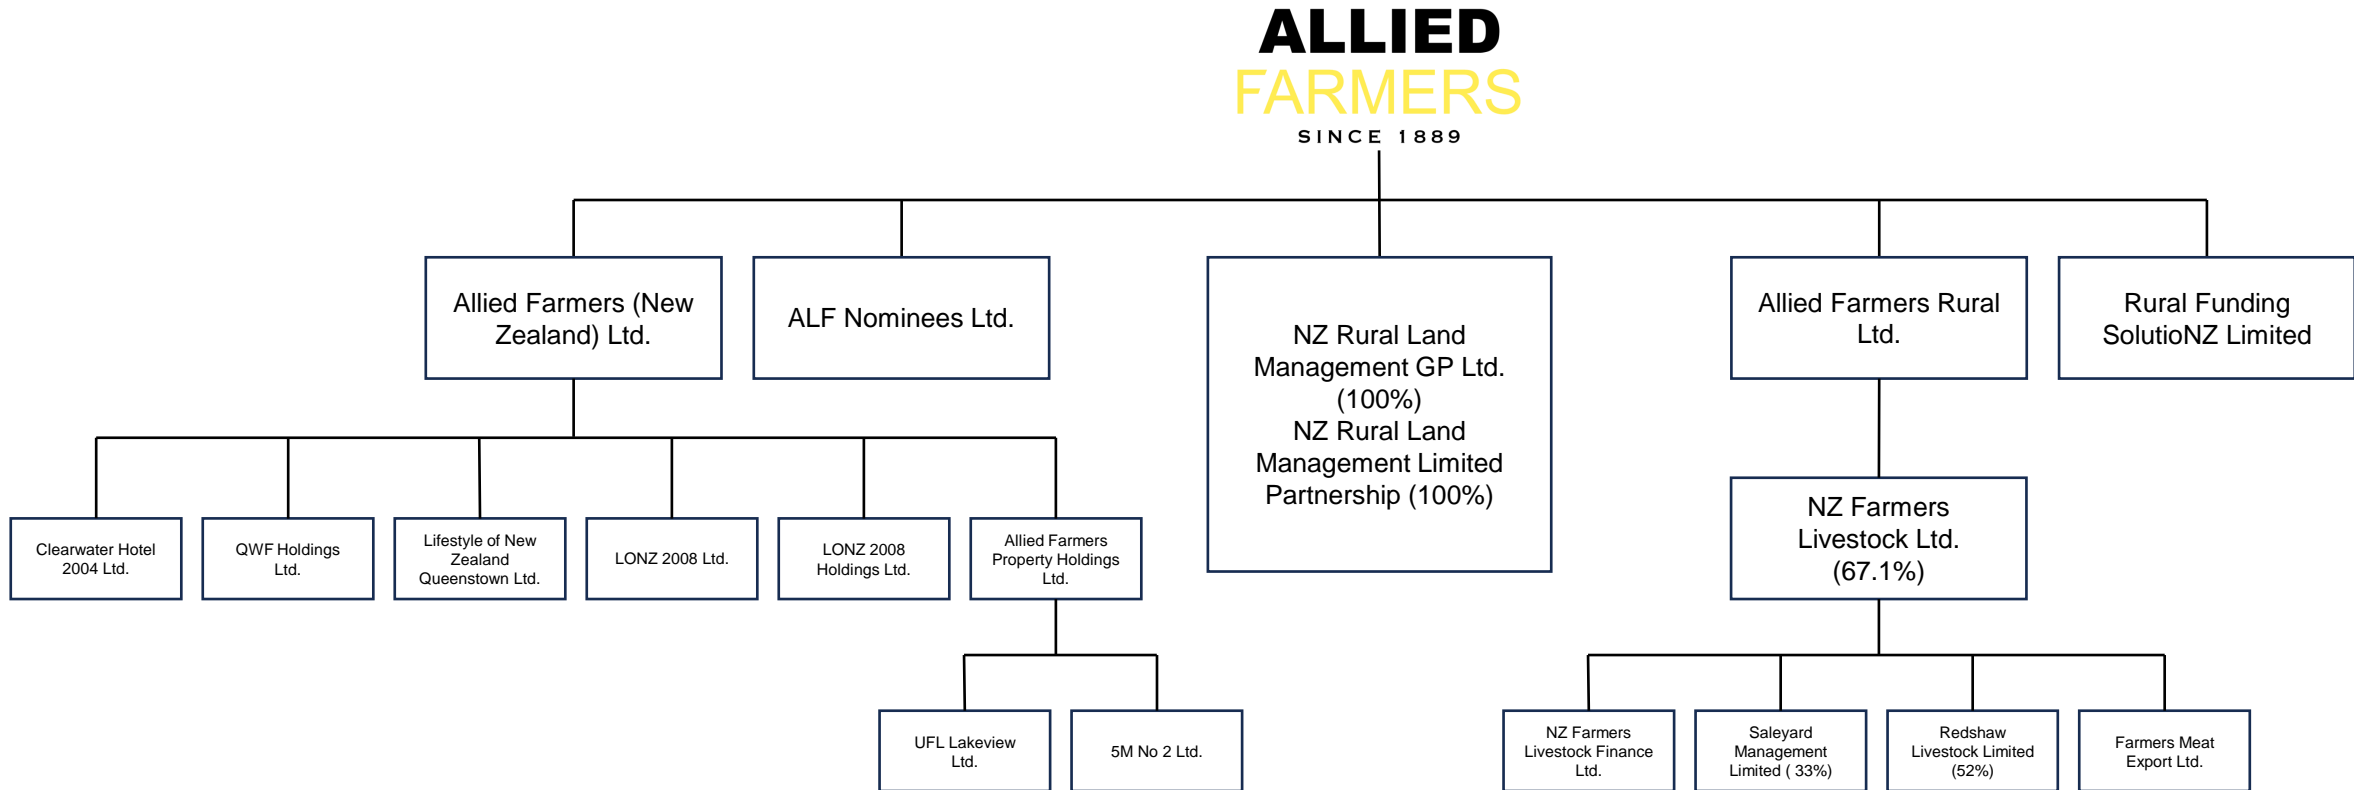 ALLIED
FARMERS
SINCE 1889
Allied Farmers (New
Zealand) Ltd.
ALF Nominees Ltd.
NZ Rural Land
Management GP Ltd.
(100%)
NZ Rural Land
Management Limited
Partnership (100%)
Allied Farmers Rural
Ltd.
Rural Funding
SolutioNZ Limited
NZ Farmers
Livestock Ltd.
(67.1%)
Clearwater Hotel
2004 Ltd.
QWF Holdings
Ltd.
Lifestyle of New
Zealand
Queenstown Ltd.
LONZ 2008 Ltd.
LONZ 2008
Holdings Ltd.
Allied Farmers
Property Holdings
Ltd.
UFL Lakeview
Ltd.
5M No 2 Ltd.
NZ Farmers
Livestock Finance
Ltd.
Saleyard
Management
Limited ( 33%)
Redshaw
Livestock Limited
(52%)
Farmers Meat
Export Ltd.